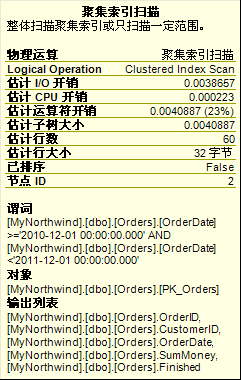 聚集索引扫描
整体扫描聚集索引或只扫描一定范围。
物理运算 聚集索引扫描
Logical Operation Clustered Index Scan
估计 I/O 开销 0.0038657
估计 CPU 开销 0.000223
估计运算符开销 0.0040887 (23%)
估计子树大小 0.0040887
估计行数 60
估计行大小 32 字节
已排序 False
节点 ID 2
谓词
[MyNorthwind].[dbo].[Orders].[OrderDate]
>='2010-12-01 00:00:00.000' AND
[MyNorthwind].[dbo].[Orders].[OrderDate]
<'2011-12-01 00:00:00.000'
对象
[MyNorthwind].[dbo].[Orders].[PK_Orders]
输出列表
[MyNorthwind].[dbo].[Orders].OrderID,
[MyNorthwind].[dbo].[Orders].CustomerID,
[MyNorthwind].[dbo].[Orders].OrderDate,
[MyNorthwind].[dbo].[Orders].SumMoney,
[MyNorthwind].[dbo].[Orders].Finished